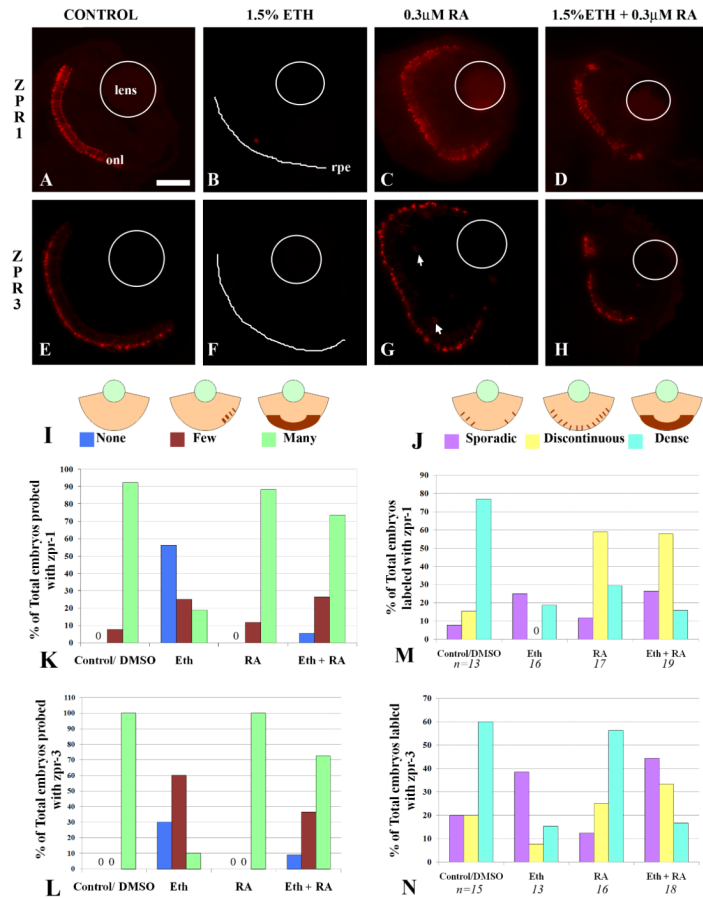 CONTROL 1.5% ETH 0.3µM RA 1.5%ETH + 0.3µM RA
ZPR1
lens
onl
rpe
A B C D
ZPR3
E F G H
I J
None Few Many
Sporadic Discontinuous Dense
% of Total embryos probed with zpr-1
100
90
80
70
60
50
40
30
20
10
0
0 0
Control/ DMSO Eth RA Eth + RA
K
% of Total embryos labeled with zpr-1
90
80
70
60
50
40
30
20
10
0
0
Control/DMSO Eth RA Eth + RA
n=13 16 17 19
M
% of Total embryos probed with zpr-3
110
100
90
80
70
60
50
40
30
20
10
0
0 0 0 0
Control/ DMSO Eth RA Eth + RA
L
% of Total embryos labled with zpr-3
70
60
50
40
30
20
10
0
Control/DMSO Eth RA Eth + RA
n=15 13 16 18
N